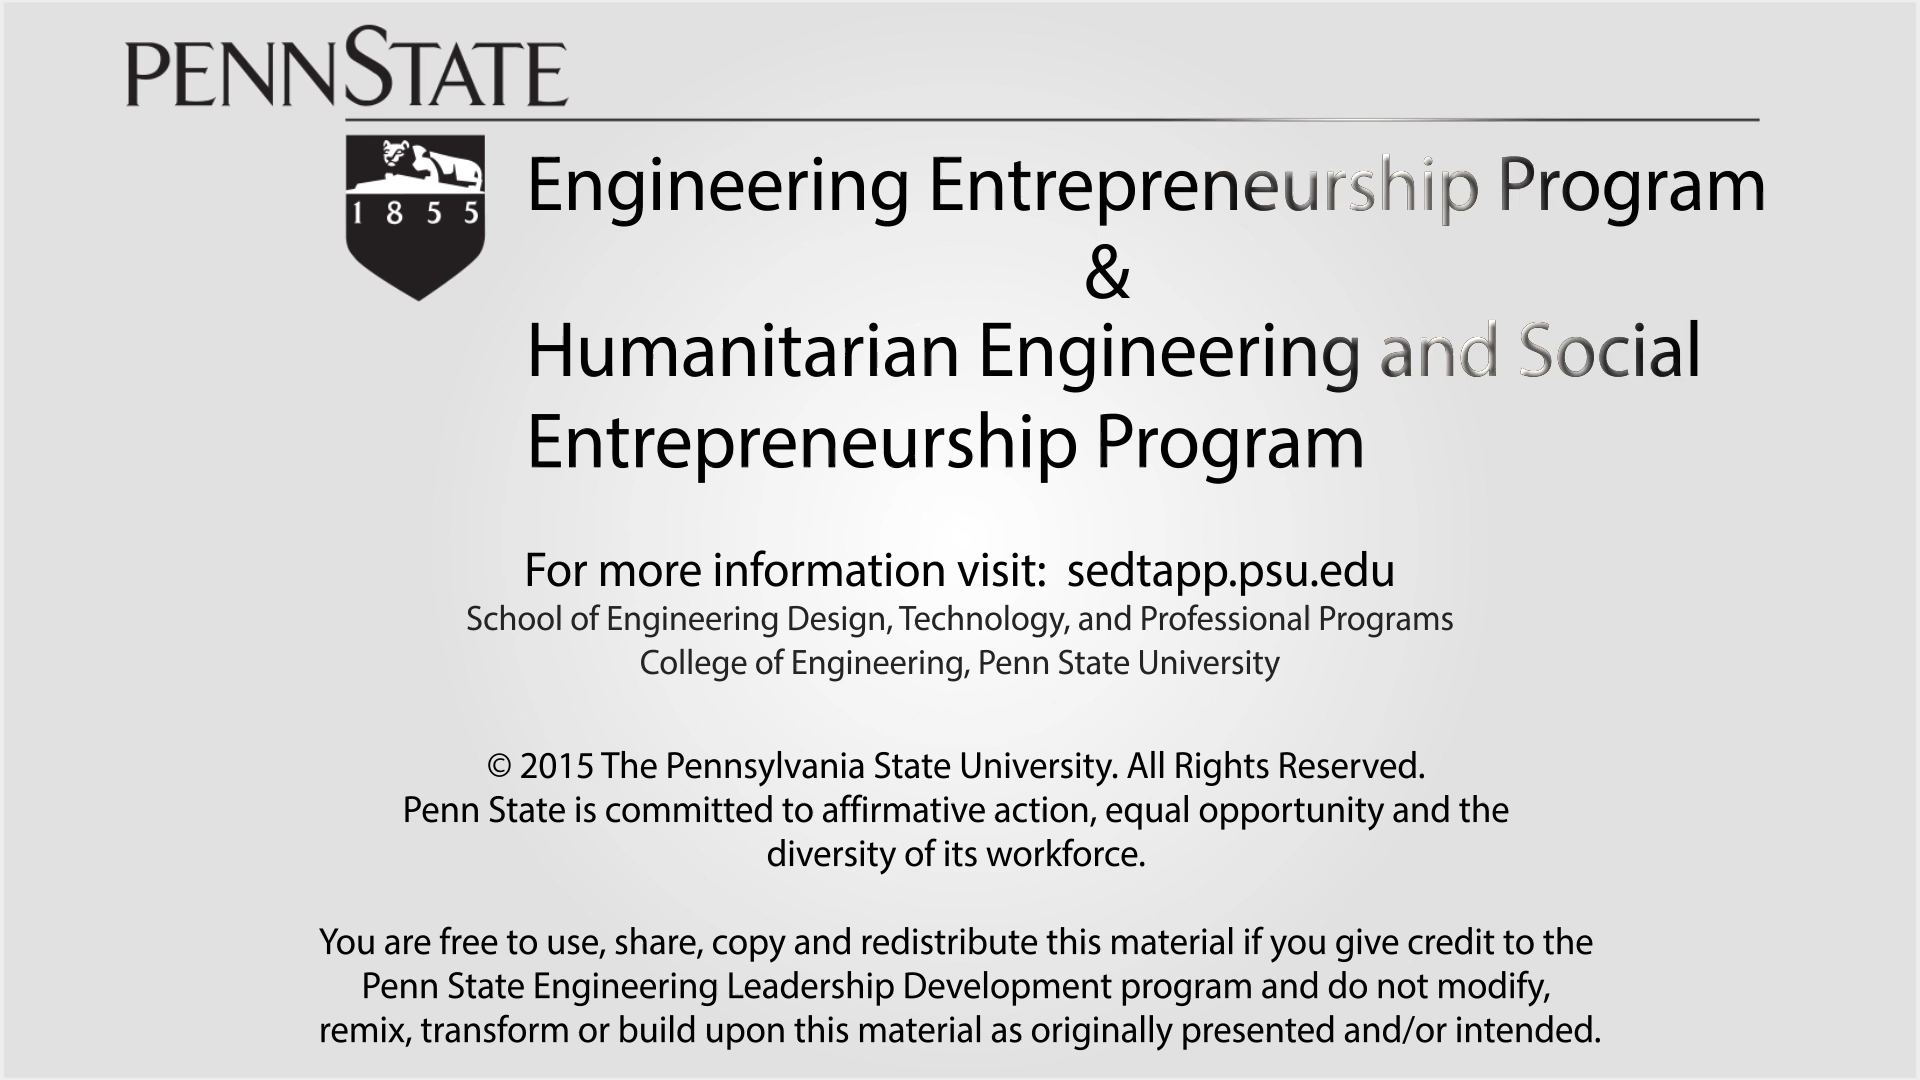 PENNSTATE
1 8 5 5
Engineering Entrepreneurship Program
&
Humanitarian Engineering and Social
Entrepreneurship Program
For more information visit:  sedtapp.psu.edu
School of Engineering Design, Technology, and Professional Programs
College of Engineering, Penn State University
© 2015 The Pennsylvania State University. All Rights Reserved.
Penn State is committed to affirmative action, equal opportunity and the
diversity of its workforce.
You are free to use, share, copy and redistribute this material if you give credit to the
Penn State Engineering Leadership Development program and do not modify,
remix, transform or build upon this material as originally presented and/or intended.